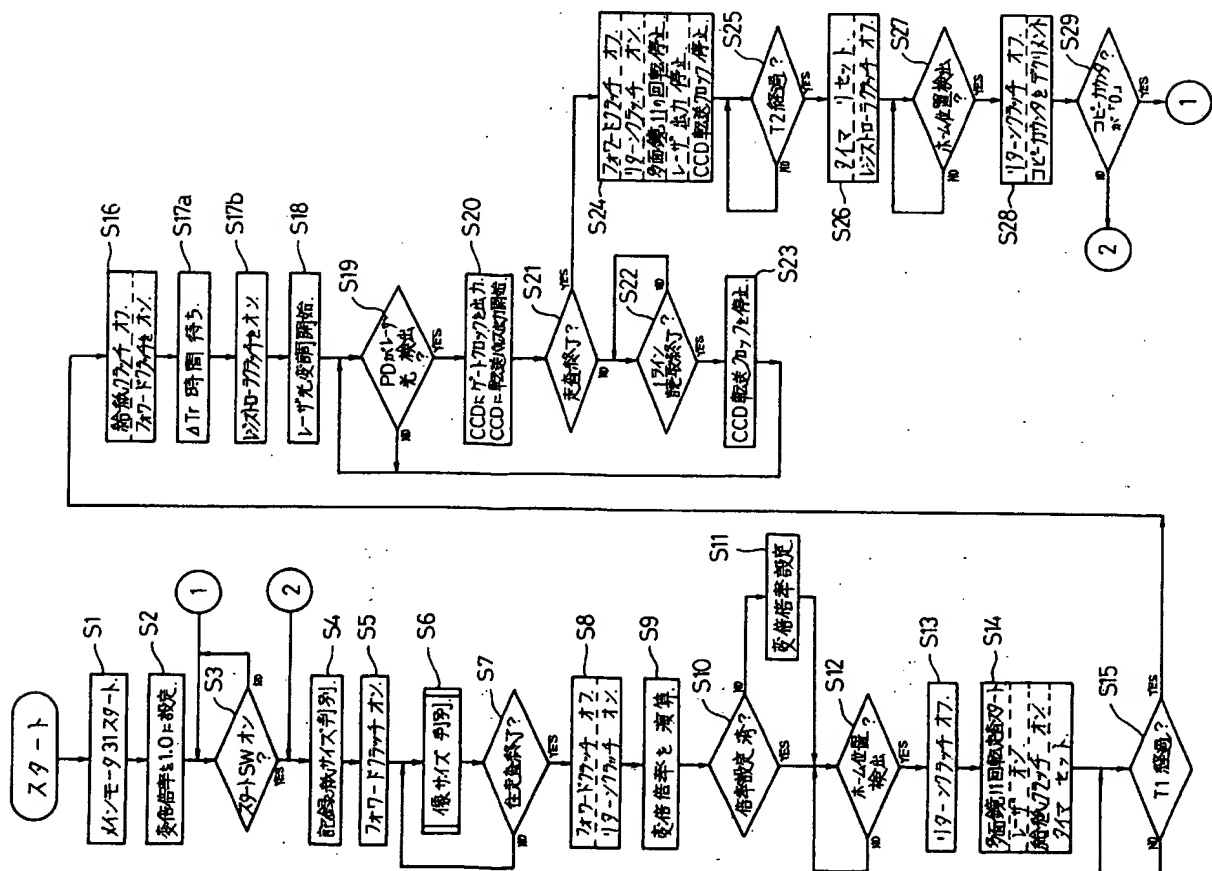 スタート
メインモータ31スタート
S1
変倍率を1.0に設定
S2
1
スタートSWオン
?
S3
NO
YES
2
記録紙サイズ判別
S4
フォワードクラッチオン
S5
像サイズ判別
S6
走査終了?
S7
NO
YES
フォワードクラッチ オフ
リターンクラッチ オン
S8
変倍倍率を演算
S9
倍率設定済?
S10
NO
YES
変倍倍率設定
S11
ホーム位置
検出
?
S12
NO
YES
リターンクラッチ オフ
S13
多面鏡11回転開始スタート
レーザ オン
給紙クラッチ オン
タイマ セット
S14
T1経過?
S15
NO
YES
給紙クラッチ オフ
フォワードクラッチをオン
S16
ΔTr時間待ち
S17a
レジストローラクラッチをオン
S17b
レーザ光変調開始
S18
PDがレーザ
光 検出
?
S19
NO
YES
CCDにゲートクロックを出力
CCDに転送パルス出力開始
S20
走査終了?
S21
YES
NO
1ライン
読取終了?
S22
NO
YES
CCD転送クロックを停止
S23
フォワードクラッチ オフ
リターンクラッチ オン
多面鏡11の回転停止
レーザ出力停止
CCD転送クロック停止
S24
T2経過?
S25
NO
YES
タイマ リセット
レジストローラクラッチ オフ
S26
ホーム位置検出
?
S27
NO
YES
リターンクラッチ オフ
コピーカウンタをデクリメント
S28
コピーカウンタ
が「0」?
S29
NO
YES
2
1